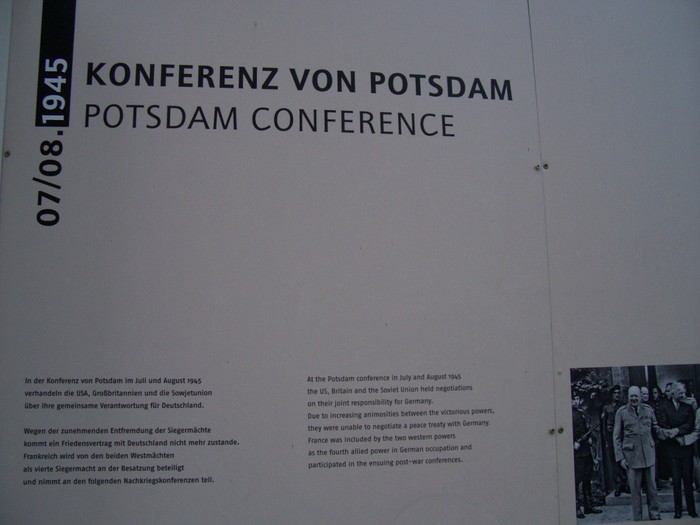 07/08.1945
KONFERENZ VON POTSDAM
POTSDAM CONFERENCE
In der Konferenz von Potsdam im Juli und August 1945
verhandeln die USA, Großbritannien und die Sowjetunion
über ihre gemeinsame Verantwortung für Deutschland.
Wegen der zunehmenden Entfremdung der Siegermächte
kommt ein Friedensvertrag mit Deutschland nicht mehr zustande.
Frankreich wird von den beiden Westmächten
als vierte Siegermacht an der Besatzung beteiligt
und nimmt an den folgenden Nachkriegskonferenzen teil.
At the Potsdam conference in July and August 1945
the US, Britain and the Soviet Union held negotiations
on their joint responsibility for Germany.
Due to increasing animosities between the victorious powers,
they were unable to negotiate a peace treaty with Germany.
France was included by the two western powers
as the fourth allied power in German occupation and
participated in the ensuing post-war conferences.